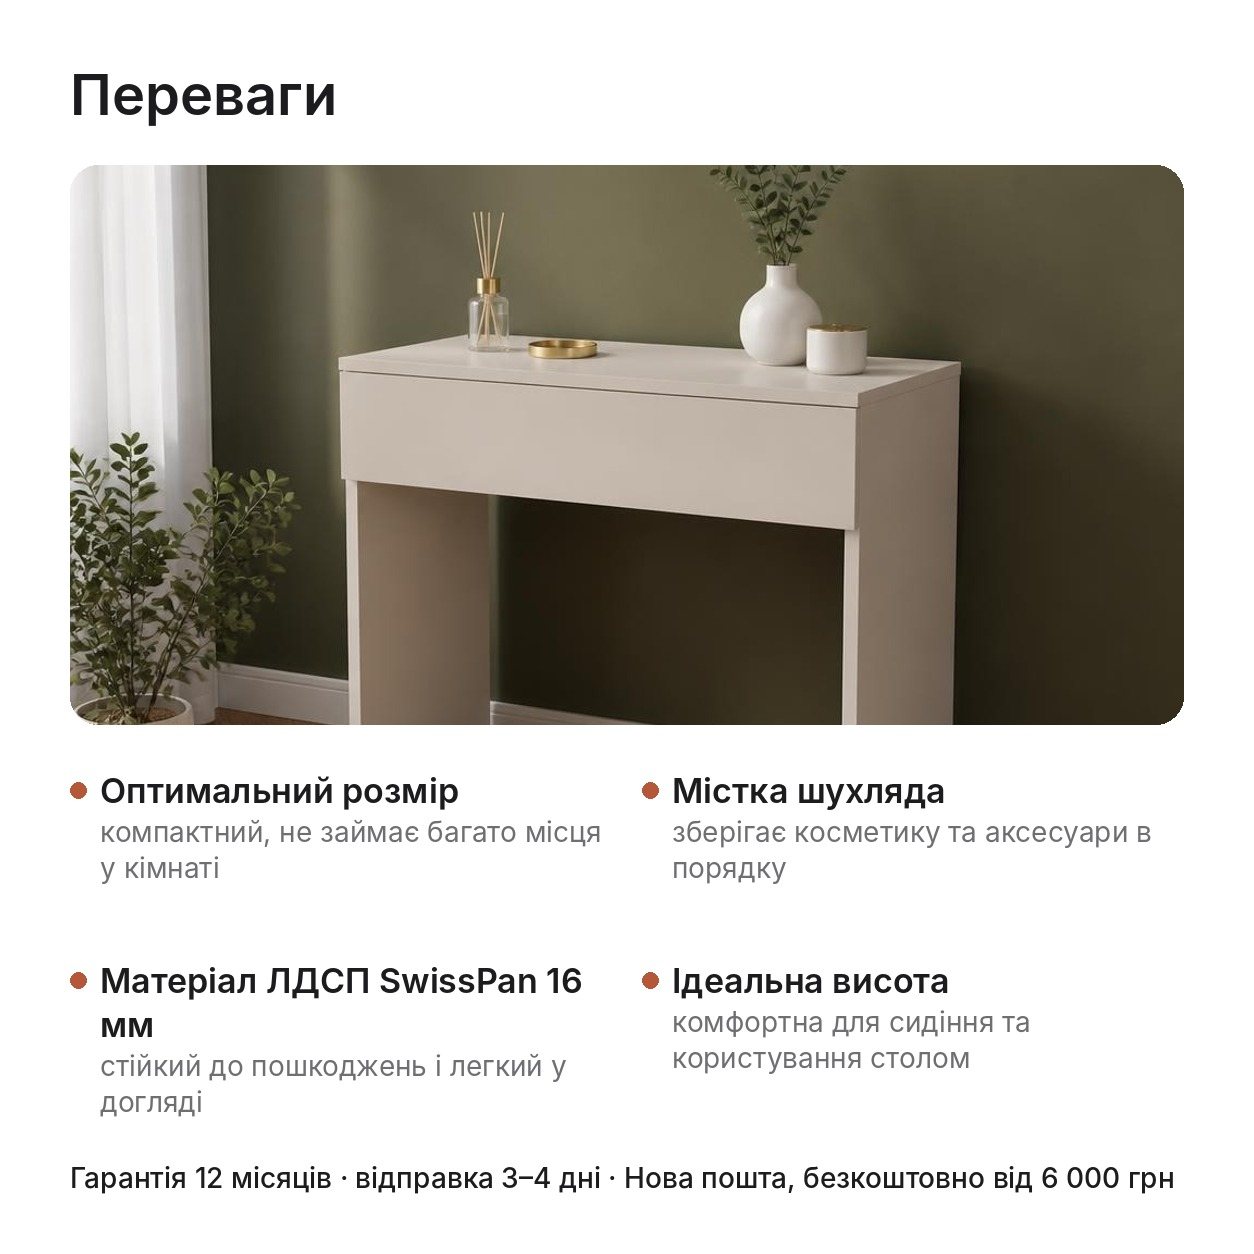 Переваги
Оптимальний розмір
компактний, не займає багато місця
у кімнаті
Містка шухляда
зберігає косметику та аксесуари в
порядку
Матеріал ЛДСП SwissPan 16
мм
стійкий до пошкоджень і легкий у
догляді
Ідеальна висота
комфортна для сидіння та
користування столом
Гарантія 12 місяців · відправка 3–4 дні · Нова пошта, безкоштовно від 6 000 грн